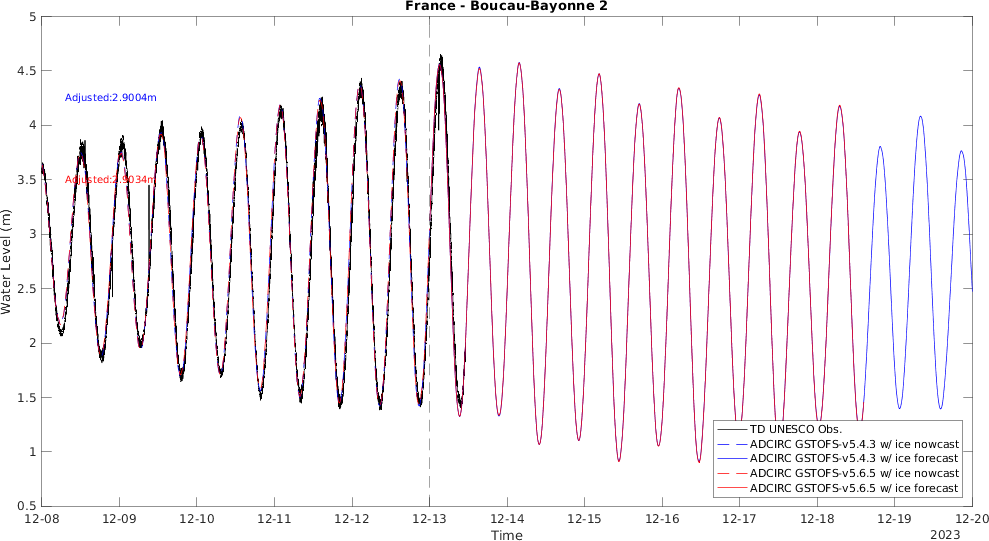 France - Boucau-Bayonne 2
5
4.5
4
3.5
3
2.5
2
1.5
1
0.5
Water Level (m)
Adjusted:2.9004m
Adjusted:2.9034m
TD UNESCO Obs.
ADCIRC GSTOFS-v5.4.3 w/ ice nowcast
ADCIRC GSTOFS-v5.4.3 w/ ice forecast
ADCIRC GSTOFS-v5.6.5 w/ ice nowcast
ADCIRC GSTOFS-v5.6.5 w/ ice forecast
12-08 12-09 12-10 12-11 12-12 12-13 12-14 12-15 12-16 12-17 12-18 12-19 12-20
Time
2023